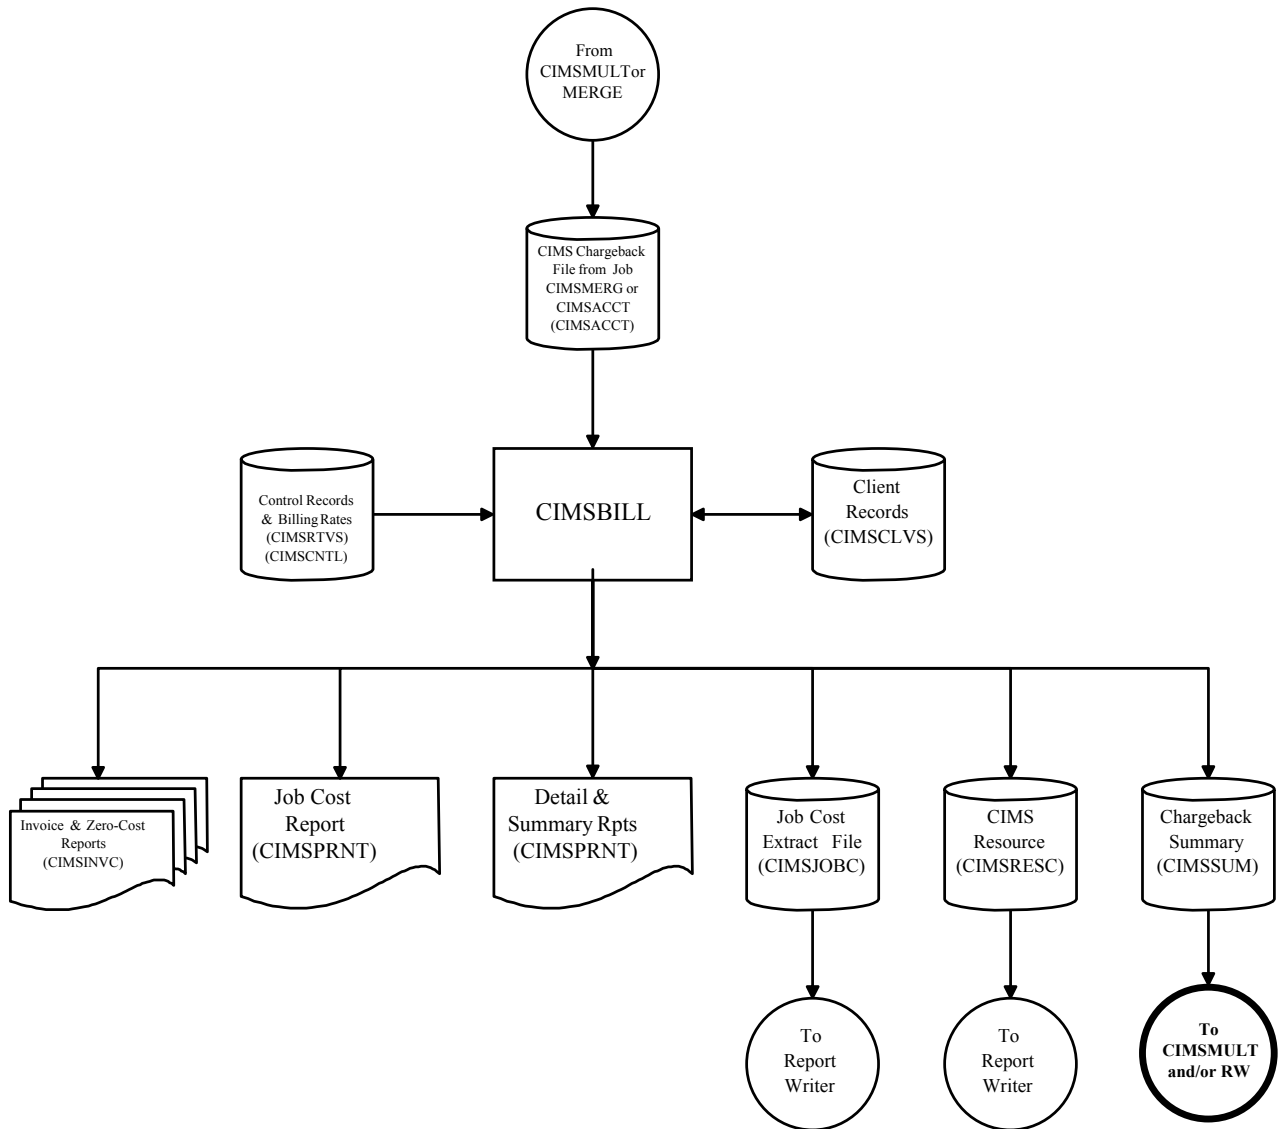 From
CIMSMULT or
MERGE
CIMS Chargeback
File from Job
CIMSMERG or
CIMSACCT
(CIMSACCT)
Control Records
& Billing Rates
(CIMSRTVS)
(CIMSCNTL)
CIMSBILL
Client
Records
(CIMSCLVS)
Invoice & Zero-Cost
Reports
(CIMSINVC)
Job Cost
Report
(CIMSPRNT)
Detail &
Summary Rpts
(CIMSPRNT)
Job Cost
Extract File
(CIMSJOBC)
CIMS
Resource
(CIMSRESC)
Chargeback
Summary
(CIMSSUM)
To
Report
Writer
To
Report
Writer
To
CIMSMULT
and/or RW